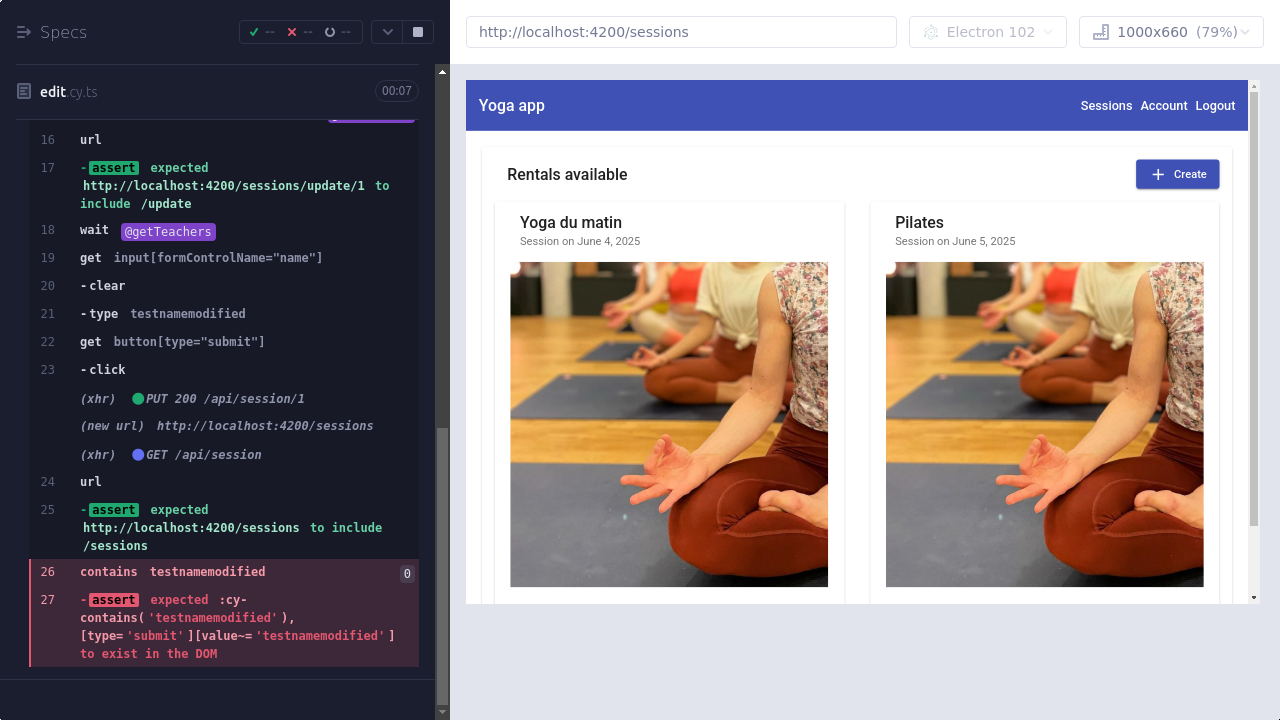 Specs
--
--
--
http://localhost:4200/sessions
Electron 102
1000x660 (79%)
edit.cy.ts
00:07
16 url
17 -assert expected
http://localhost:4200/sessions/update/1 to
include /update
18 wait @getTeachers
19 get input[formControlName="name"]
20 -clear
21 -type testnamemodified
22 get button[type="submit"]
23 -click
(xhr) PUT 200 /api/session/1
(new url) http://localhost:4200/sessions
(xhr) GET /api/session
24 url
25 -assert expected
http://localhost:4200/sessions to include
/sessions
26 contains testnamemodified 0
27 -assert expected :cy-
contains('testnamemodified'),
[type='submit'][value~='testnamemodified']
to exist in the DOM
Yoga app
Sessions Account Logout
Rentals available
Create
Yoga du matin
Session on June 4, 2025
Pilates
Session on June 5, 2025